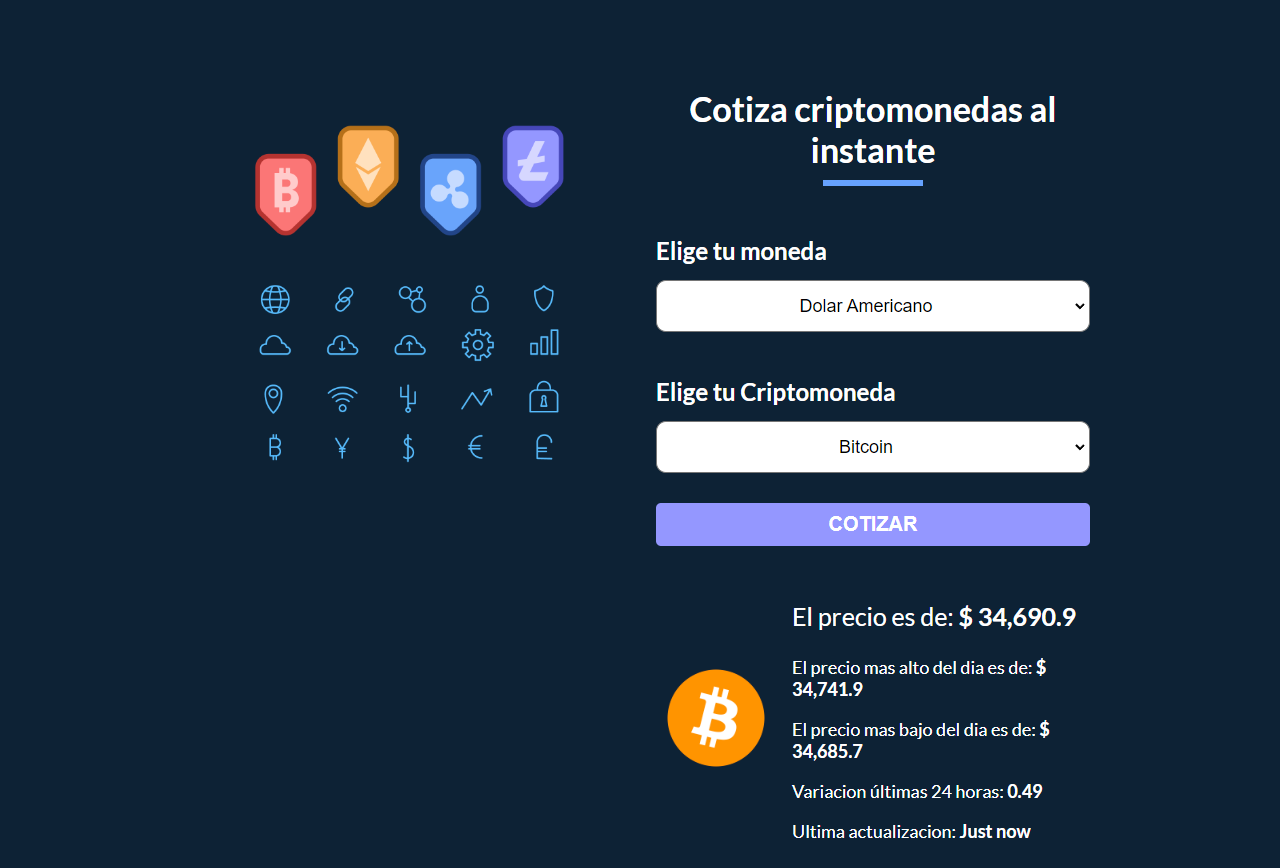 Cotiza criptomonedas al
instante
Elige tu moneda
Dolar Americano
Elige tu Criptomoneda
Bitcoin
COTIZAR
El precio es de: $ 34,690.9
El precio mas alto del dia es de: $
34,741.9
El precio mas bajo del dia es de: $
34,685.7
Variacion últimas 24 horas: 0.49
Ultima actualizacion: Just now